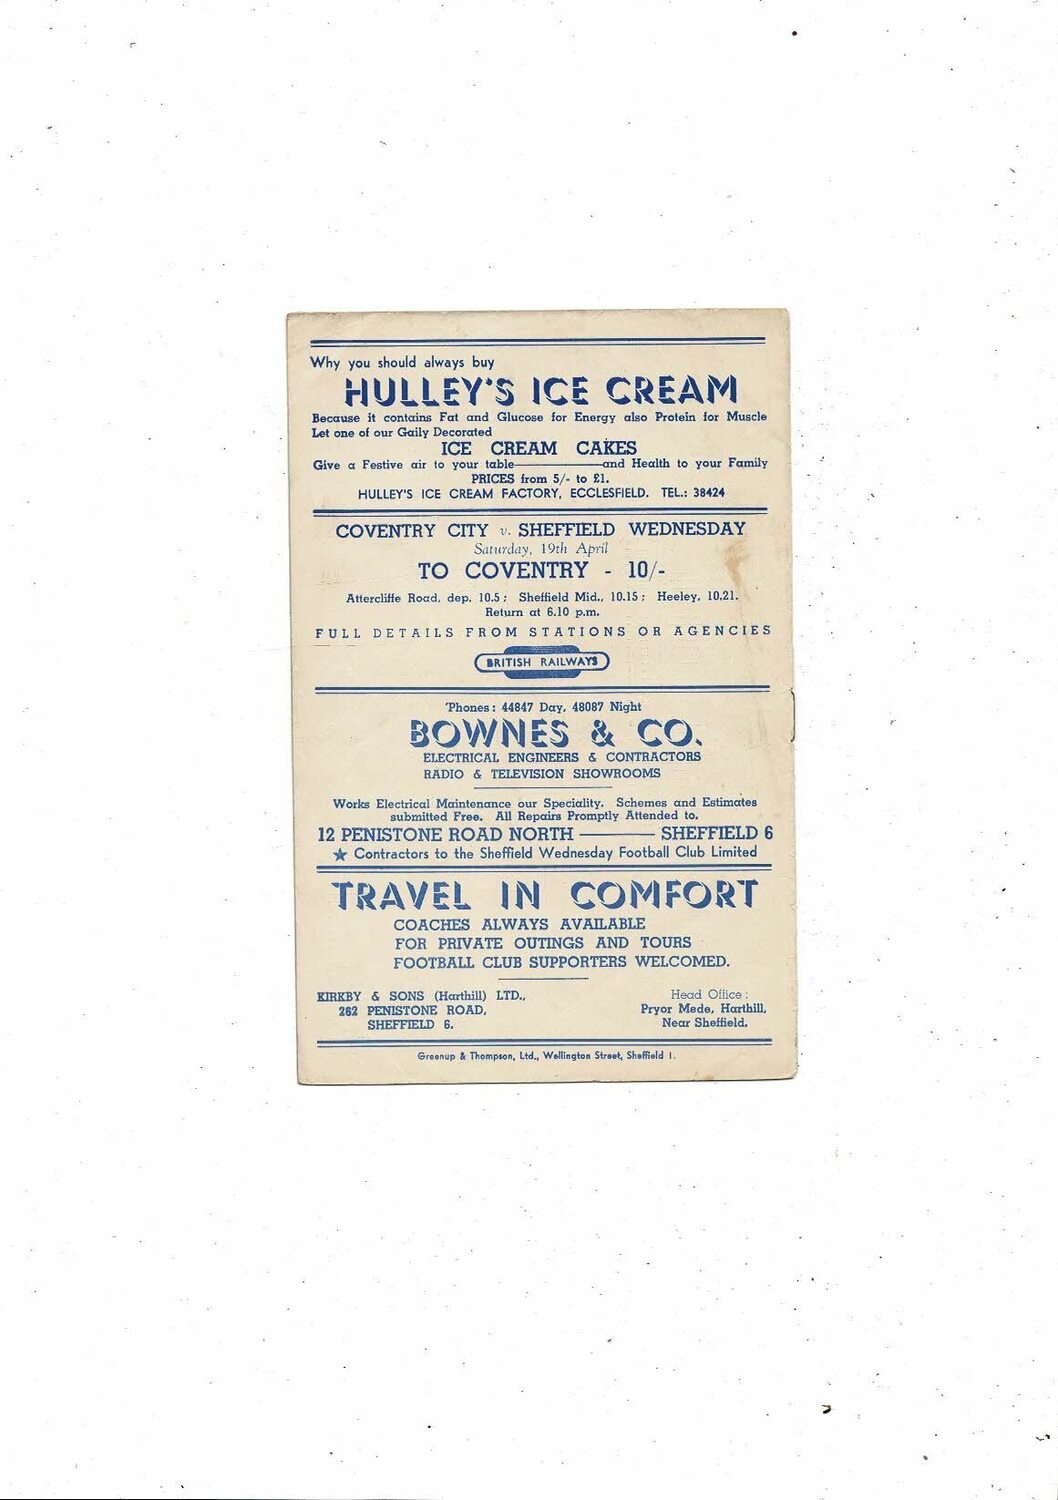 Why you should always buy
HULLEY'S ICE CREAM
Because it contains Fat and Glucose for Energy also Protein for Muscle
Let one of our Gaily Decorated
ICE CREAM CAKES
Give a Festive air to your table————and Health to your Family
PRICES from 5/- to £1.
HULLEY'S ICE CREAM FACTORY, ECCLESFIELD. TEL.: 38424
COVENTRY CITY v. SHEFFIELD WEDNESDAY
Saturday, 19th April
TO COVENTRY - 10/-
Attercliffe Road, dep. 10.5 ; Sheffield Mid., 10.15 ; Heeley, 10.21.
Return at 6.10 p.m.
FULL DETAILS FROM STATIONS OR AGENCIES
BRITISH RAILWAYS
'Phones : 44847 Day, 48087 Night
BOWNES & CO.
ELECTRICAL ENGINEERS & CONTRACTORS
RADIO & TELEVISION SHOWROOMS
Works Electrical Maintenance our Speciality. Schemes and Estimates
submitted Free. All Repairs Promptly Attended to.
12 PENISTONE ROAD NORTH ———— SHEFFIELD 6
★ Contractors to the Sheffield Wednesday Football Club Limited
TRAVEL IN COMFORT
COACHES ALWAYS AVAILABLE
FOR PRIVATE OUTINGS AND TOURS
FOOTBALL CLUB SUPPORTERS WELCOMED.
KIRKBY & SONS (Harthill) LTD.,
262 PENISTONE ROAD,
SHEFFIELD 6.
Head Office :
Pryor Mede, Harthill,
Near Sheffield.
Greenup & Thompson, Ltd., Wellington Street, Sheffield 1.